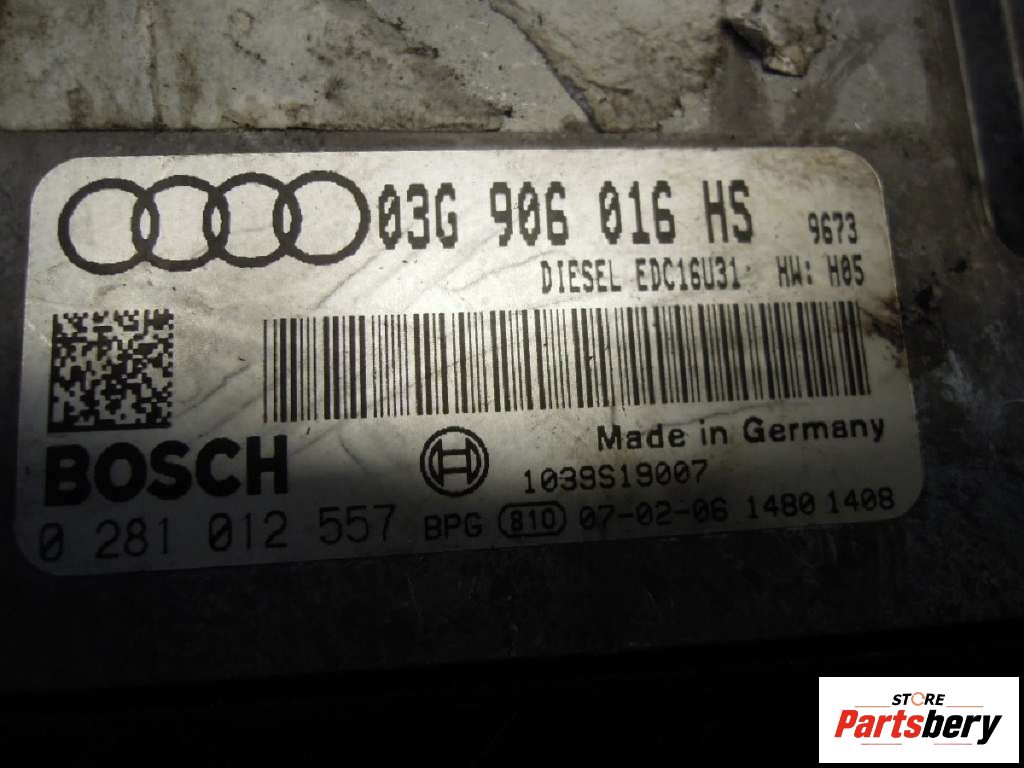 03G 906 016 HS 9673
DIESEL EDC16U31 HW: H05
BOSCH
Made in Germany
1039S19007
0 281 012 557 BPG 810 07-02-06 1480 1408
STORE
Partsbery